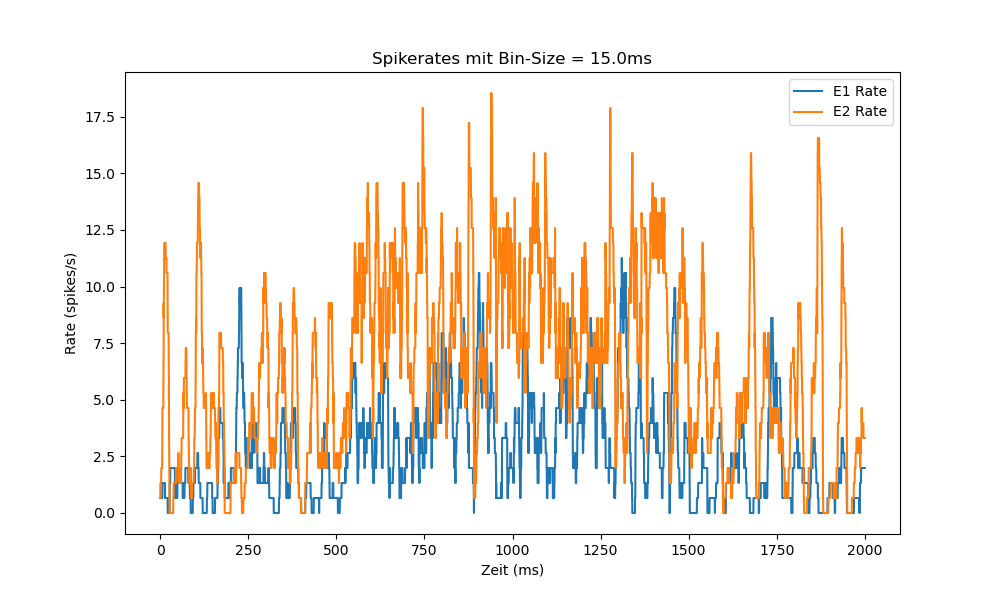 Spikerates mit Bin-Size = 15.0ms
E1 Rate
E2 Rate
Rate (spikes/s)
17.5
15.0
12.5
10.0
7.5
5.0
2.5
0.0
0 250 500 750 1000 1250 1500 1750 2000
Zeit (ms)